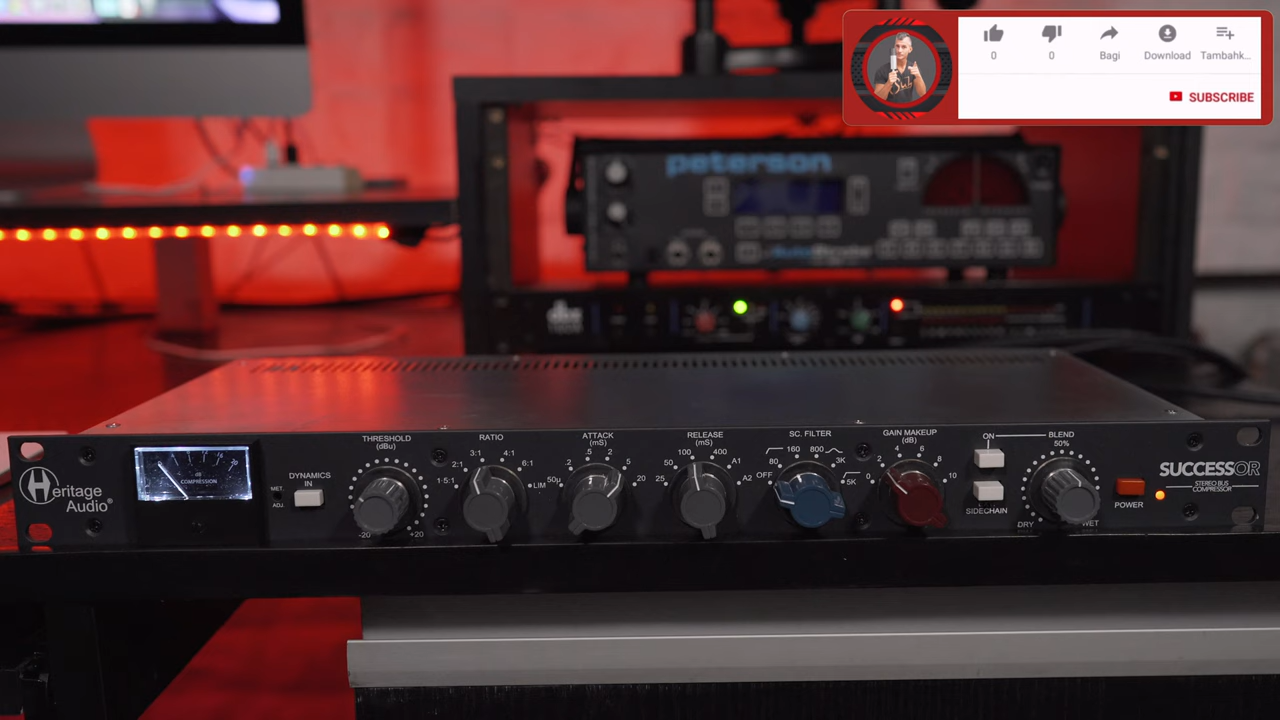 0
0
Bagi
Download
Tambahk...
SUBSCRIBE
peterson
dbx
Heritage
Audio®
dB
COMPRESSION
MET.
ADJ.
DYNAMICS
IN
THRESHOLD
(dBu)
-20
+20
RATIO
1·5:1
2:1
3:1
4:1
6:1
LIM
ATTACK
(mS)
50µ
.2
.5
2
5
20
RELEASE
(mS)
25
50
100
400
A1
A2
SC. FILTER
OFF
80
160
800
3K
5K
GAIN MAKEUP
(dB)
0
2
4
6
8
10
ON
SIDECHAIN
BLEND
50%
DRY
WET
POWER
SUCCESSOR
STEREO BUS
COMPRESSOR